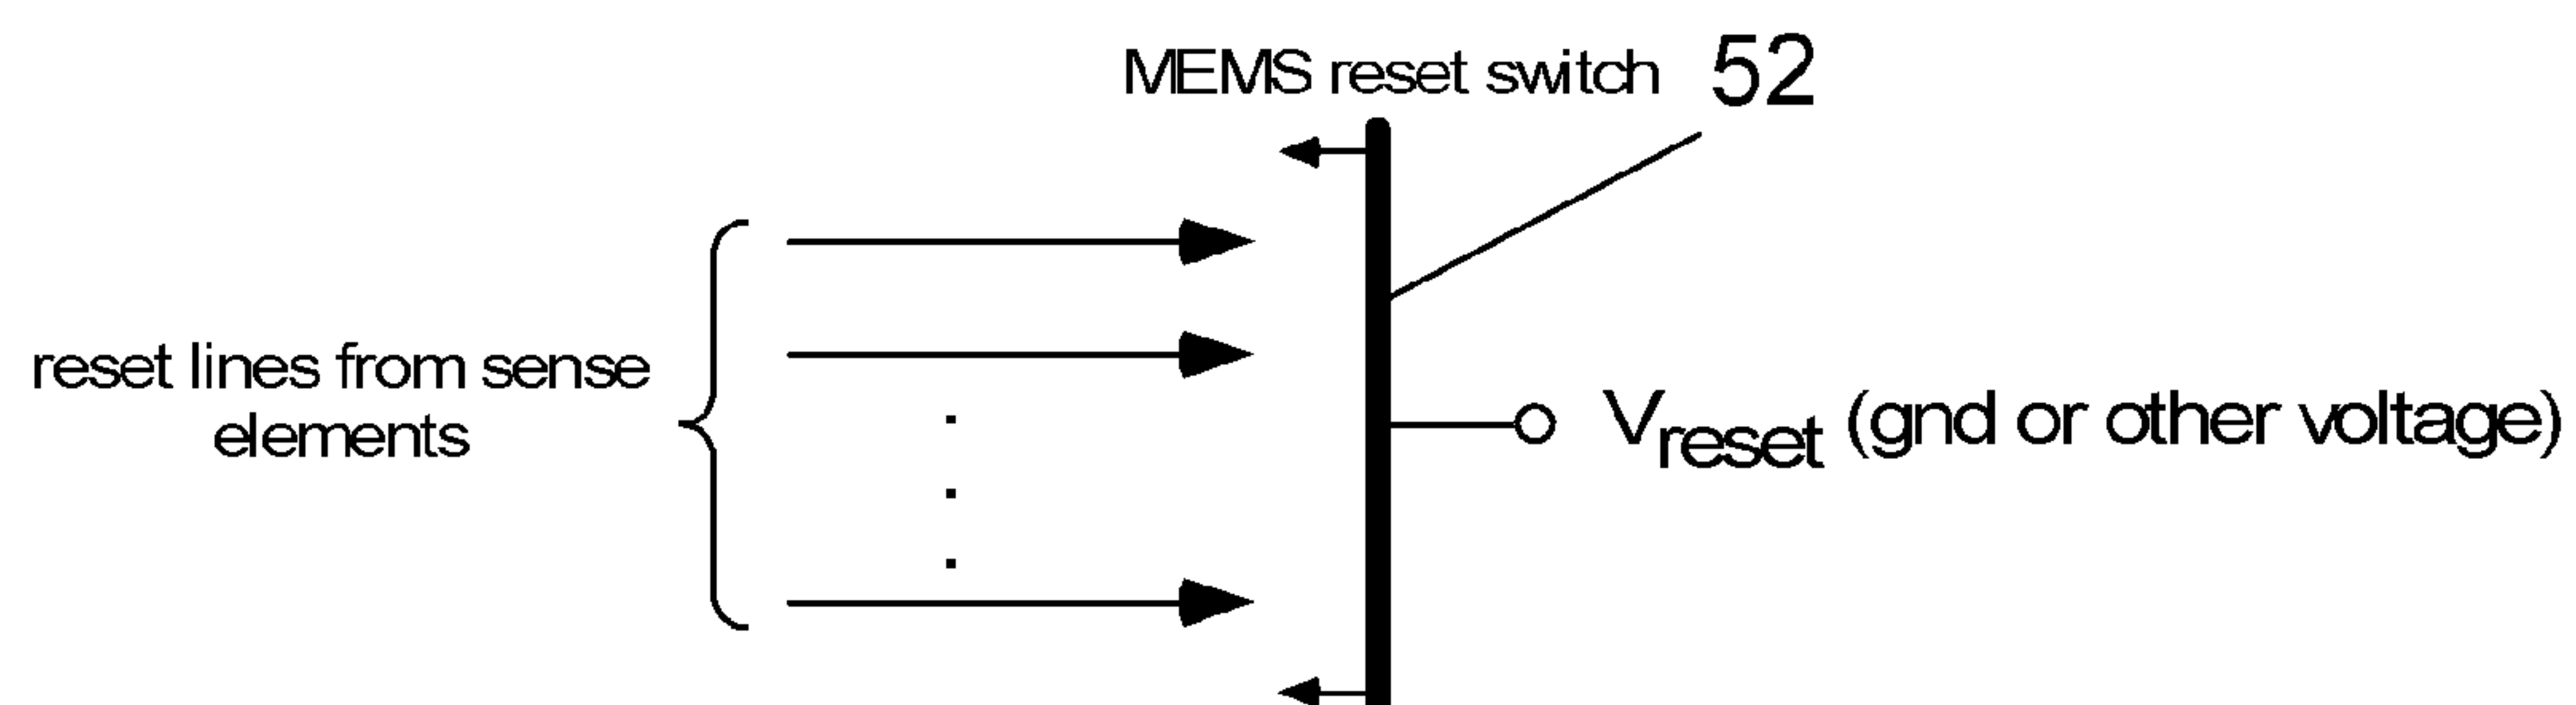 MEMS reset switch 52
reset lines from sense
elements
Vreset (gnd or other voltage)